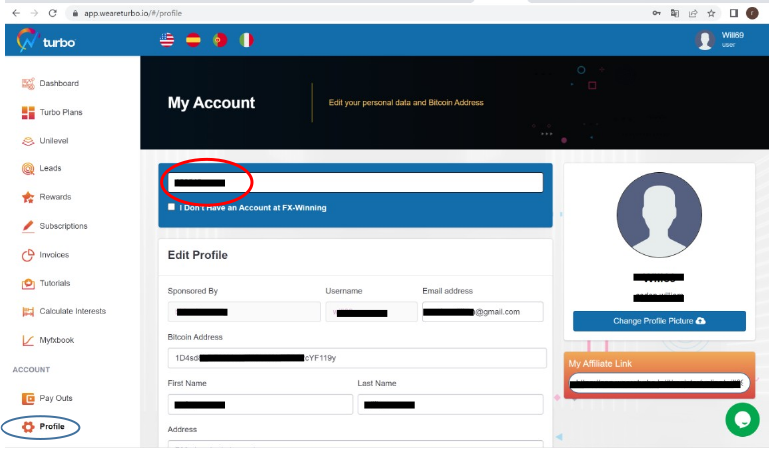 app.weareturbo.io/#/profile
turbo
Will69
user
Dashboard
Turbo Plans
Unilevel
Leads
Rewards
Subscriptions
Invoices
Tutorials
Calculate Interests
Myfxbook
ACCOUNT
Pay Outs
Profile
My Account
Edit your personal data and Bitcoin Address
I Don't Have an Account at FX-Winning
Edit Profile
Sponsored By
Username
Email address
@gmail.com
Bitcoin Address
1D4sd
cYF119y
First Name
Last Name
Address
Change Profile Picture
My Affiliate Link